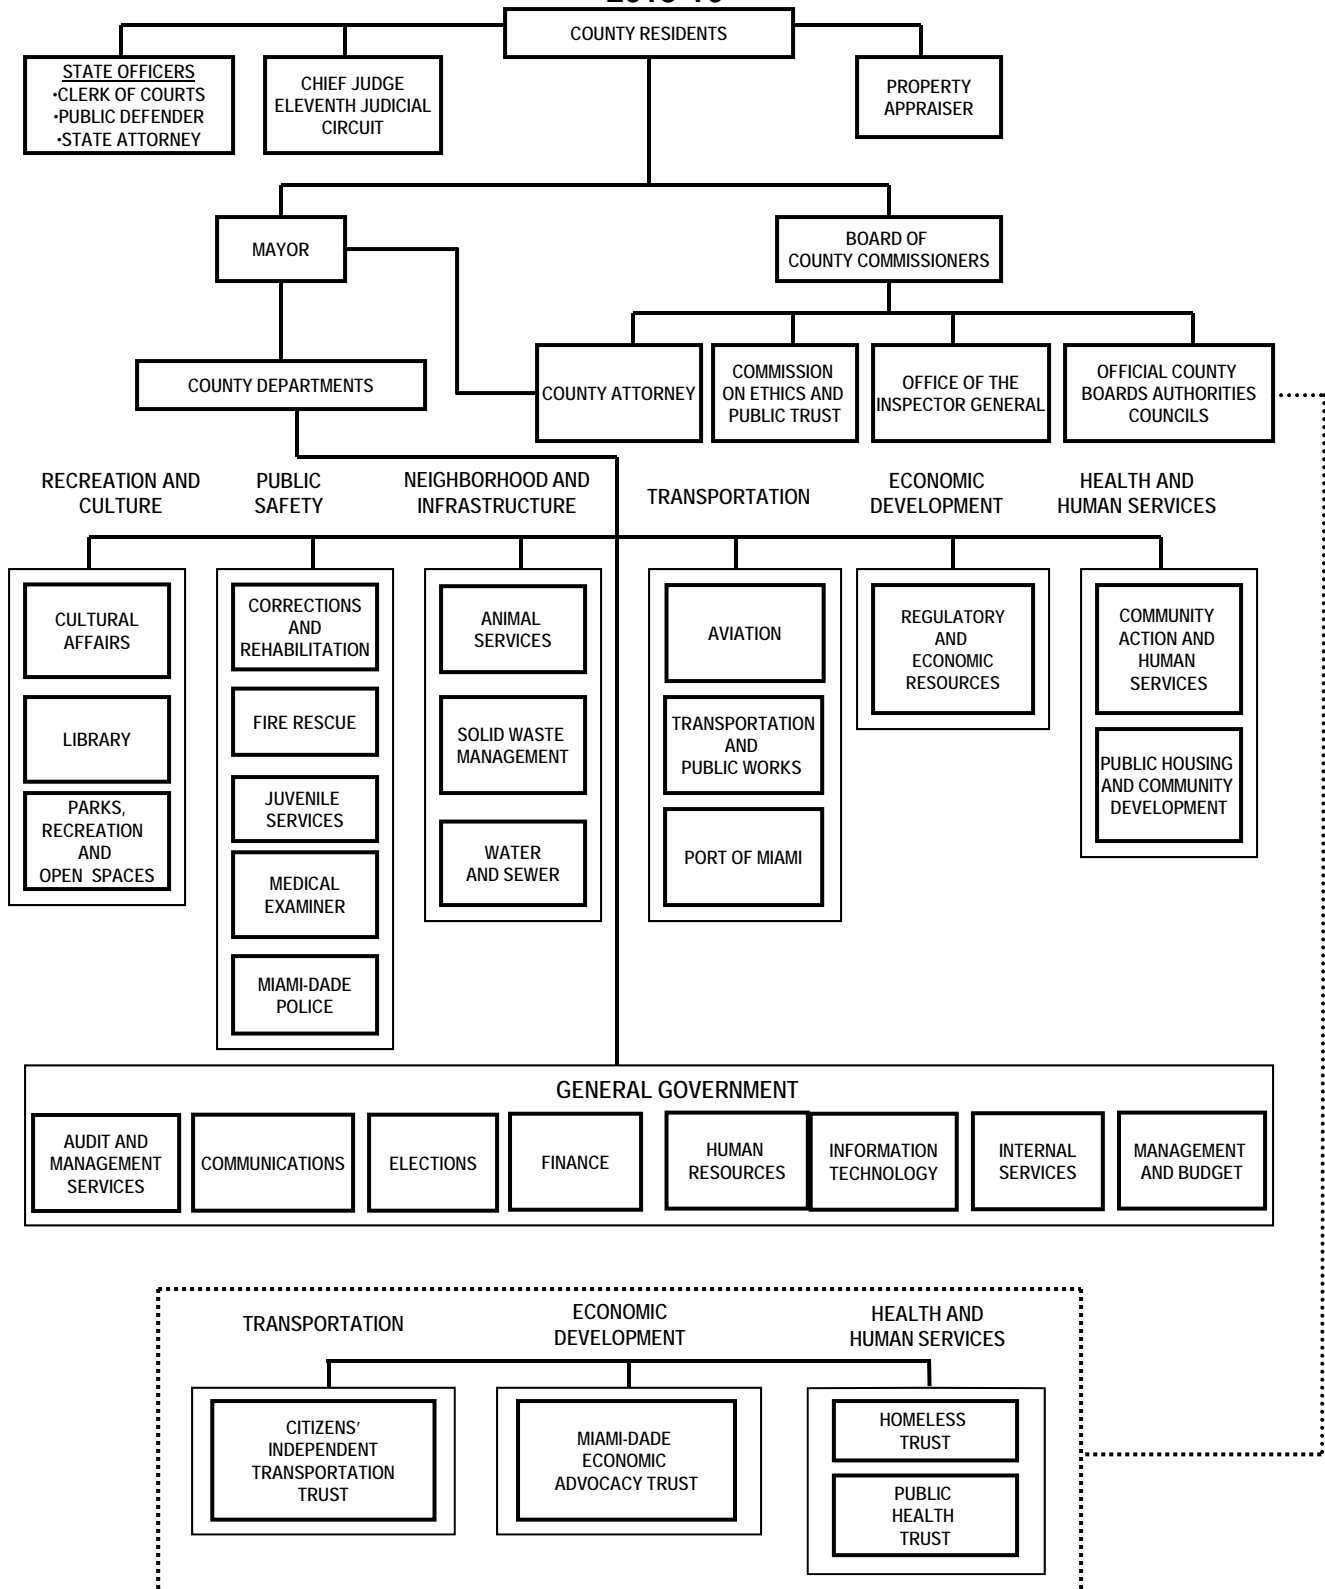 COUNTY RESIDENTS
STATE OFFICERS
•CLERK OF COURTS
•PUBLIC DEFENDER
•STATE ATTORNEY
CHIEF JUDGE
ELEVENTH JUDICIAL
CIRCUIT
PROPERTY
APPRAISER
MAYOR
BOARD OF
COUNTY COMMISSIONERS
COUNTY DEPARTMENTS
COUNTY ATTORNEY
COMMISSION
ON ETHICS AND
PUBLIC TRUST
OFFICE OF THE
INSPECTOR GENERAL
OFFICIAL COUNTY
BOARDS AUTHORITIES
COUNCILS
RECREATION AND
CULTURE
PUBLIC
SAFETY
NEIGHBORHOOD AND
INFRASTRUCTURE
TRANSPORTATION
ECONOMIC
DEVELOPMENT
HEALTH AND
HUMAN SERVICES
CULTURAL
AFFAIRS
LIBRARY
PARKS,
RECREATION
AND
OPEN SPACES
CORRECTIONS
AND
REHABILITATION
FIRE RESCUE
JUVENILE
SERVICES
MEDICAL
EXAMINER
MIAMI-DADE
POLICE
ANIMAL
SERVICES
SOLID WASTE
MANAGEMENT
WATER
AND SEWER
AVIATION
TRANSPORTATION
AND
PUBLIC WORKS
PORT OF MIAMI
REGULATORY
AND
ECONOMIC
RESOURCES
COMMUNITY
ACTION AND
HUMAN
SERVICES
PUBLIC HOUSING
AND COMMUNITY
DEVELOPMENT
GENERAL GOVERNMENT
AUDIT AND
MANAGEMENT
SERVICES
COMMUNICATIONS
ELECTIONS
FINANCE
HUMAN
RESOURCES
INFORMATION
TECHNOLOGY
INTERNAL
SERVICES
MANAGEMENT
AND BUDGET
TRANSPORTATION
ECONOMIC
DEVELOPMENT
HEALTH AND
HUMAN SERVICES
CITIZENS'
INDEPENDENT
TRANSPORTATION
TRUST
MIAMI-DADE
ECONOMIC
ADVOCACY TRUST
HOMELESS
TRUST
PUBLIC
HEALTH
TRUST